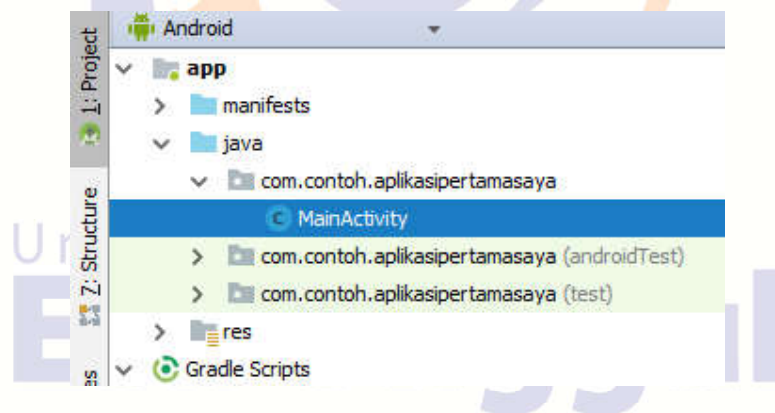 Android
app
manifests
java
com.contoh.aplikasipertamasaya
MainActivity
com.contoh.aplikasipertamasaya (androidTest)
com.contoh.aplikasipertamasaya (test)
res
Gradle Scripts
1: Project
Z: Structure